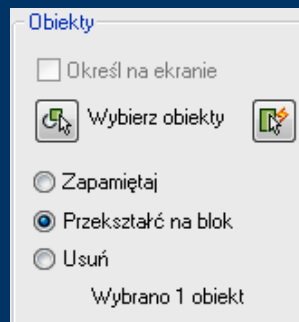 Obiekty
Określ na ekranie
Wybierz obiekty
Zapamiętaj
Przekształć na blok
Usuń
Wybrano 1 obiekt